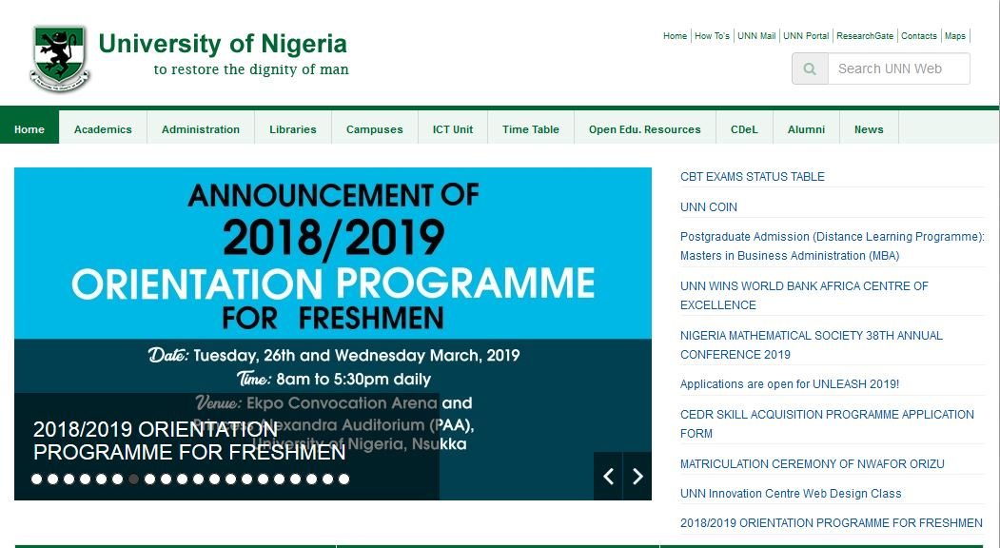 University of Nigeria
to restore the dignity of man
Home How To's UNN Mail UNN Portal ResearchGate Contacts Maps
Search UNN Web
Home Academics Administration Libraries Campuses ICT Unit Time Table Open Edu. Resources CDeL Alumni News
ANNOUNCEMENT OF
2018/2019
ORIENTATION PROGRAMME
FOR FRESHMEN
Date: Tuesday, 26th and Wednesday March, 2019
Time: 8am to 5:30pm daily
Venue: Ekpo Convocation Arena and
Princess Alexandra Auditorium (PAA),
University of Nigeria, Nsukka
2018/2019 ORIENTATION
PROGRAMME FOR FRESHMEN
CBT EXAMS STATUS TABLE
UNN COIN
Postgraduate Admission (Distance Learning Programme):
Masters in Business Administration (MBA)
UNN WINS WORLD BANK AFRICA CENTRE OF
EXCELLENCE
NIGERIA MATHEMATICAL SOCIETY 38TH ANNUAL
CONFERENCE 2019
Applications are open for UNLEASH 2019!
CEDR SKILL ACQUISITION PROGRAMME APPLICATION
FORM
MATRICULATION CEREMONY OF NWAFOR ORIZU
UNN Innovation Centre Web Design Class
2018/2019 ORIENTATION PROGRAMME FOR FRESHMEN